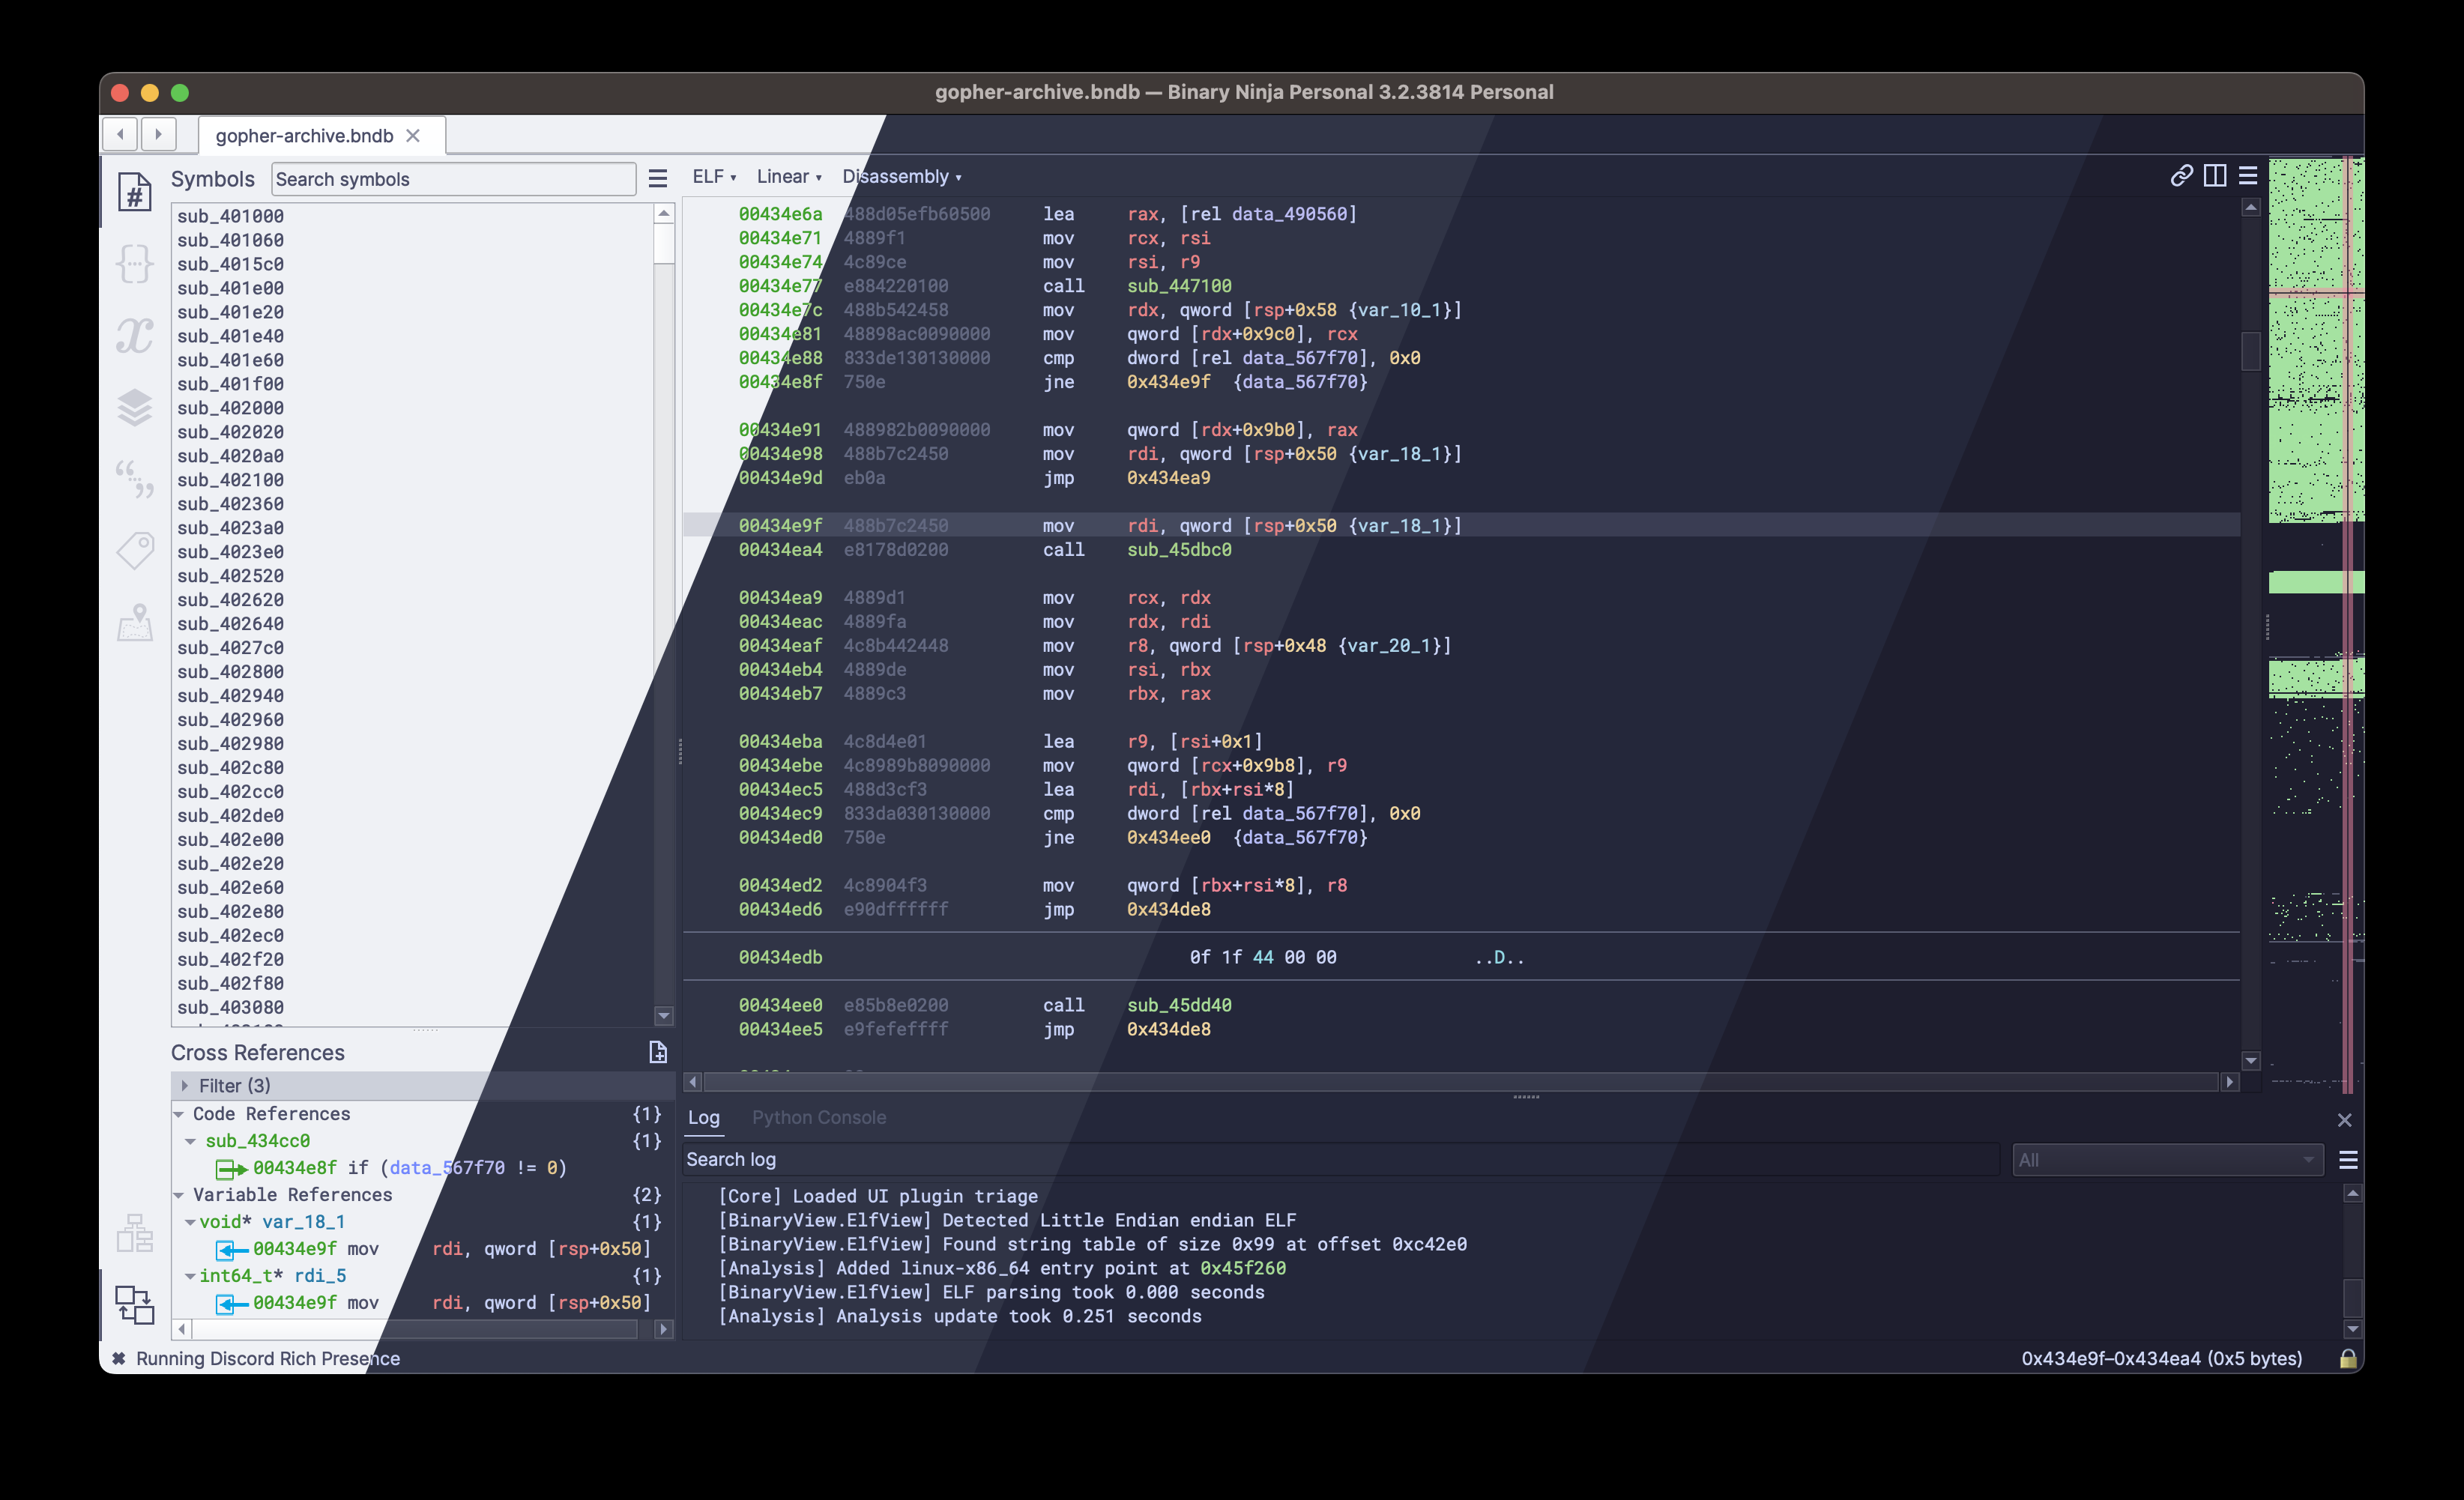 gopher-archive.bndb — Binary Ninja Personal 3.2.3814 Personal
gopher-archive.bndb
Symbols
Search symbols
sub_401000
sub_401060
sub_4015c0
sub_401e00
sub_401e20
sub_401e40
sub_401e60
sub_401f00
sub_402000
sub_402020
sub_4020a0
sub_402100
sub_402360
sub_4023a0
sub_4023e0
sub_402520
sub_402620
sub_402640
sub_4027c0
sub_402800
sub_402940
sub_402960
sub_402980
sub_402c80
sub_402cc0
sub_402de0
sub_402e00
sub_402e20
sub_402e60
sub_402e80
sub_402ec0
sub_402f20
sub_402f80
sub_403080
Cross References
Filter (3)
Code References {1}
sub_434cc0 {1}
00434e8f if (data_567f70 != 0)
Variable References {2}
void* var_18_1 {1}
00434e9f mov rdi, qword [rsp+0x50]
int64_t* rdi_5 {1}
00434e9f mov rdi, qword [rsp+0x50]
ELF ▾ Linear ▾ Disassembly ▾
00434e6a 488d05efb60500 lea rax, [rel data_490560]
00434e71 4889f1 mov rcx, rsi
00434e74 4c89ce mov rsi, r9
00434e77 e884220100 call sub_447100
00434e7c 488b542458 mov rdx, qword [rsp+0x58 {var_10_1}]
00434e81 48898ac0090000 mov qword [rdx+0x9c0], rcx
00434e88 833de130130000 cmp dword [rel data_567f70], 0x0
00434e8f 750e jne 0x434e9f {data_567f70}
00434e91 488982b0090000 mov qword [rdx+0x9b0], rax
00434e98 488b7c2450 mov rdi, qword [rsp+0x50 {var_18_1}]
00434e9d eb0a jmp 0x434ea9
00434e9f 488b7c2450 mov rdi, qword [rsp+0x50 {var_18_1}]
00434ea4 e8178d0200 call sub_45dbc0
00434ea9 4889d1 mov rcx, rdx
00434eac 4889fa mov rdx, rdi
00434eaf 4c8b442448 mov r8, qword [rsp+0x48 {var_20_1}]
00434eb4 4889de mov rsi, rbx
00434eb7 4889c3 mov rbx, rax
00434eba 4c8d4e01 lea r9, [rsi+0x1]
00434ebe 4c8989b8090000 mov qword [rcx+0x9b8], r9
00434ec5 488d3cf3 lea rdi, [rbx+rsi*8]
00434ec9 833da030130000 cmp dword [rel data_567f70], 0x0
00434ed0 750e jne 0x434ee0 {data_567f70}
00434ed2 4c8904f3 mov qword [rbx+rsi*8], r8
00434ed6 e90dffffff jmp 0x434de8
00434edb 0f 1f 44 00 00 ..D..
00434ee0 e85b8e0200 call sub_45dd40
00434ee5 e9fefeffff jmp 0x434de8
Log Python Console
Search log All
[Core] Loaded UI plugin triage
[BinaryView.ElfView] Detected Little Endian endian ELF
[BinaryView.ElfView] Found string table of size 0x99 at offset 0xc42e0
[Analysis] Added linux-x86_64 entry point at 0x45f260
[BinaryView.ElfView] ELF parsing took 0.000 seconds
[Analysis] Analysis update took 0.251 seconds
Running Discord Rich Presence
0x434e9f–0x434ea4 (0x5 bytes)